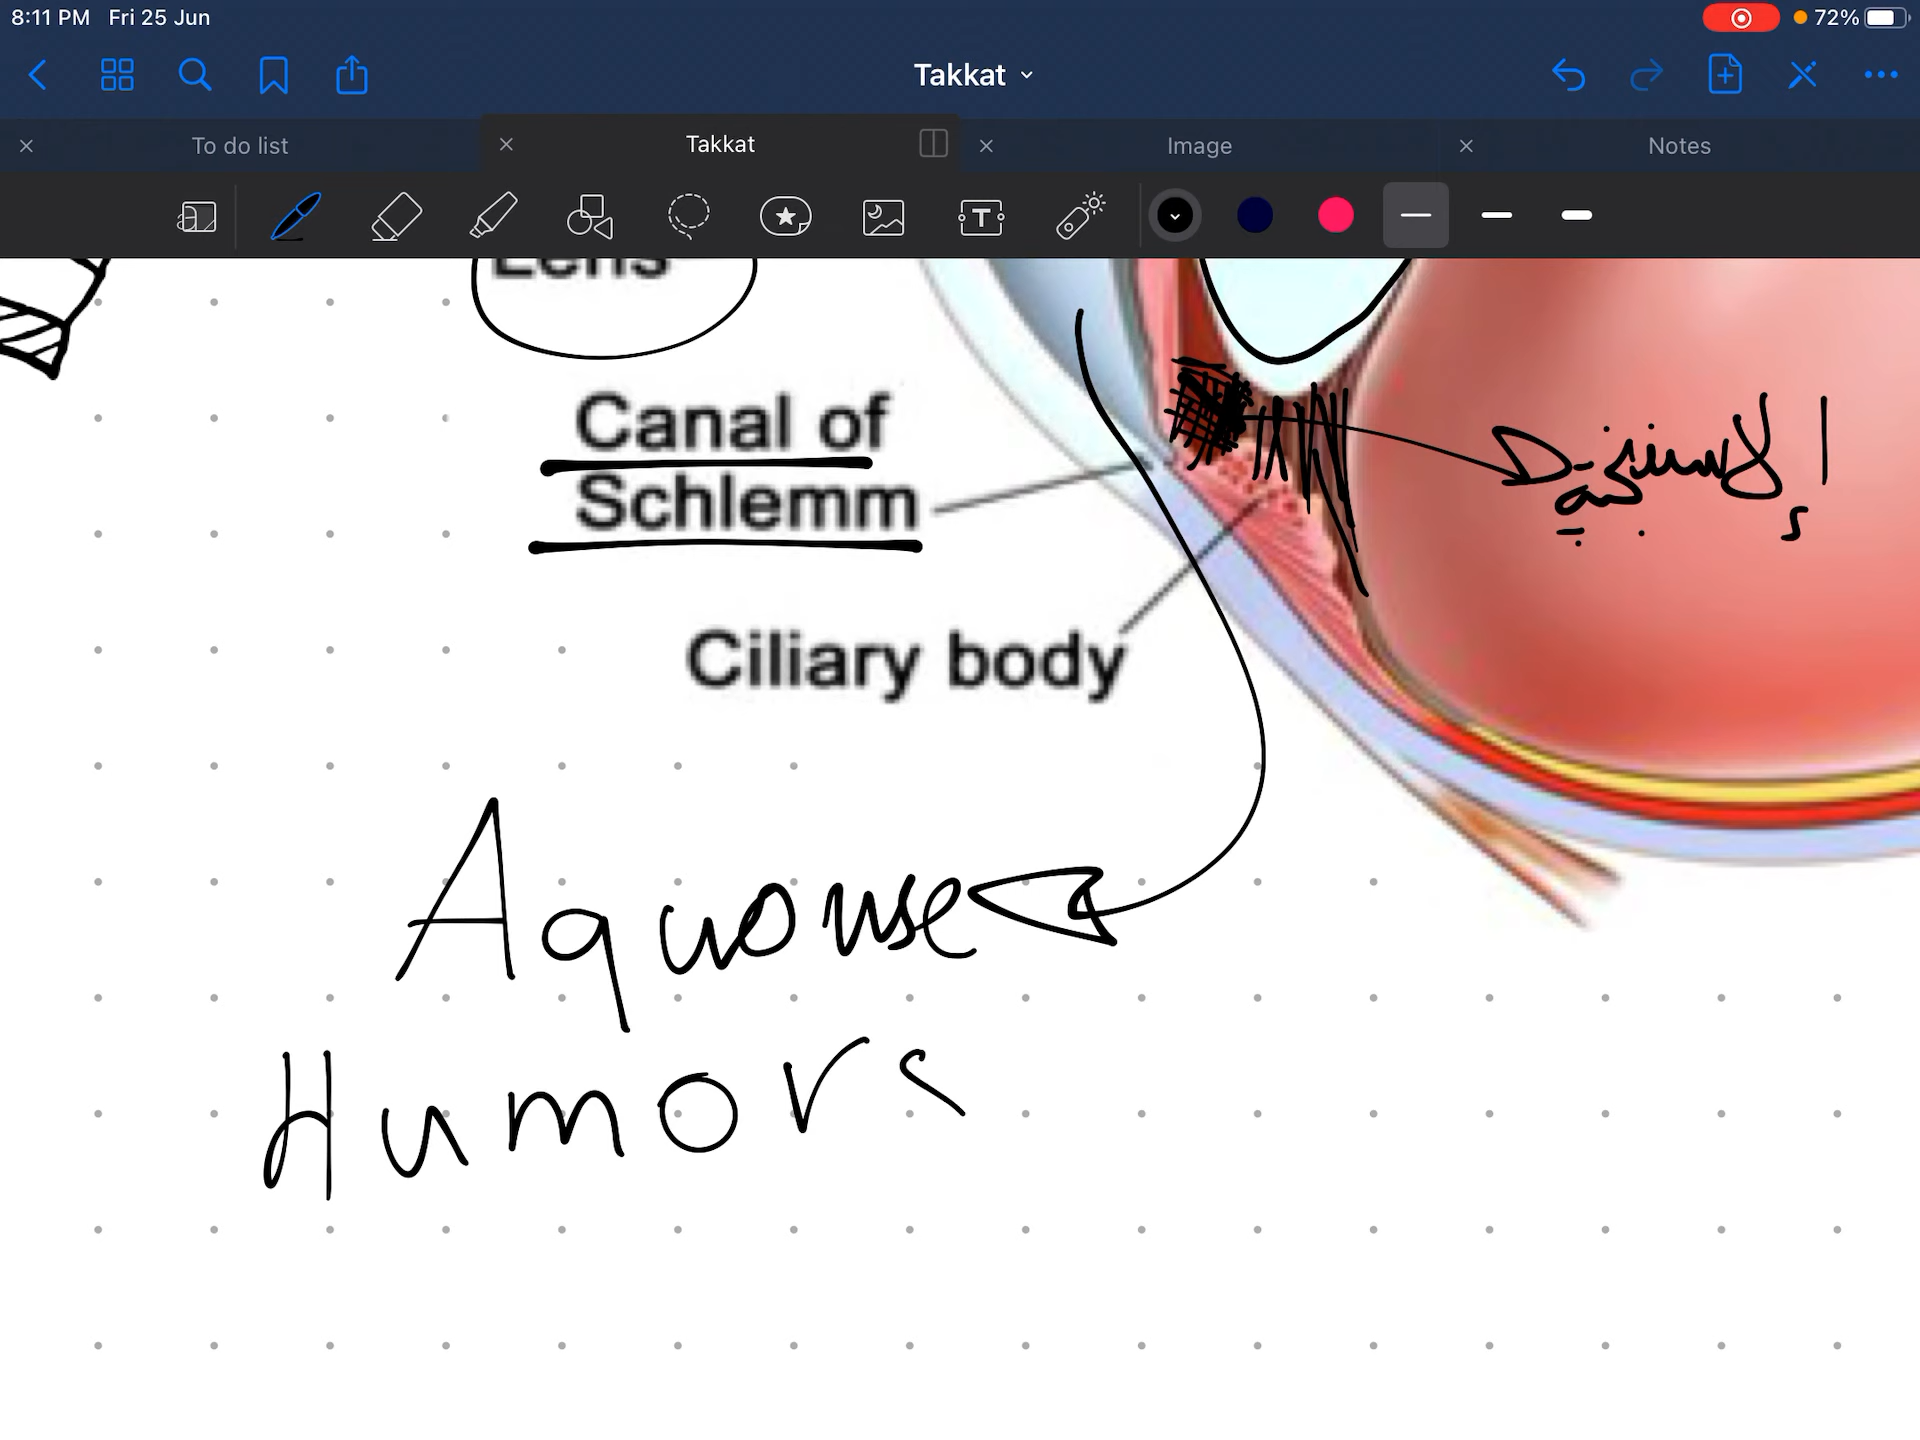 8:11 PM Fri 25 Jun
72%
Takkat
To do list
Takkat
Image
Notes
T
Lens
Canal of
Schlemm
Ciliary body
Aquouse
Humors